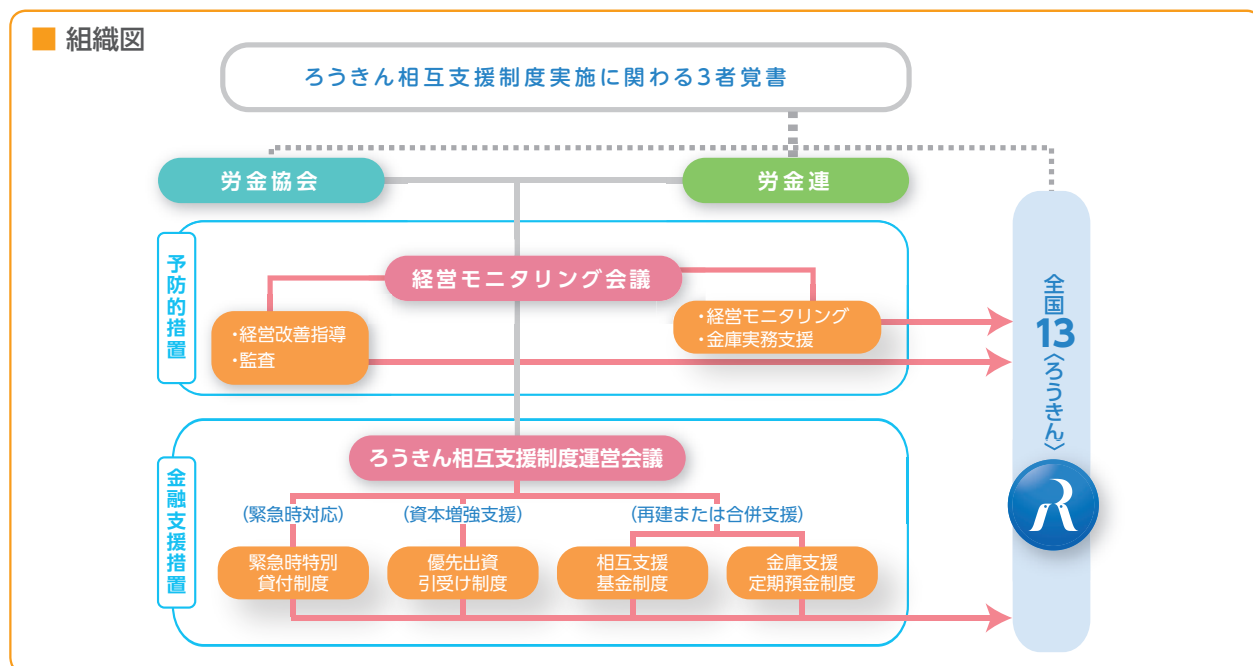 ■ 組織図
ろうきん相互支援制度実施に関わる3者覚書
労金協会
労金連
予防的措置
経営モニタリング会議
・経営改善指導
・監査
・経営モニタリング
・金庫実務支援
全国
13
〈ろうきん〉
金融支援措置
ろうきん相互支援制度運営会議
(緊急時対応)
(資本増強支援)
(再建または合併支援)
緊急時特別
貸付制度
優先出資
引受け制度
相互支援
基金制度
金庫支援
定期預金制度